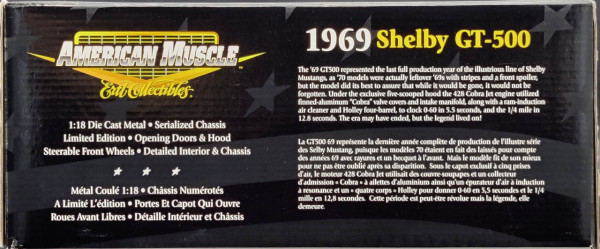 AMERICAN MUSCLE
Ertl Collectibles
1:18 Die Cast Metal • Serialized Chassis
Limited Edition • Opening Doors & Hood
Steerable Front Wheels • Detailed Interior & Chassis
Métal Coulé 1:18 • Châssis Numérotés
A Limité L'édition • Portes Et Capot Qui Ouvre
Roues Avant Libres • Détaille Intérieur et Châssis
1969 Shelby GT-500
The '69 GT500 represented the last full production year of the illustrious line of Shelby
Mustangs, as '70 models were actually leftover '69s with stripes and a front spoiler,
but the model did its best to assure that while it would be gone, it would not be
forgotten. Under the exclusive five-scooped hood the 428 Cobra Jet engine utilized
finned-aluminum "Cobra" valve covers and intake manifold, along with a ram-induction
air cleaner and Holley four-barrel, to clock 0-60 in 5.5 seconds, and the 1/4 mile in
12.8 seconds. The era may have ended, but the legend lived on!
La GT500 69 représente la dernière année complète de production de l'illustre série
des Selby Mustang, puisque les modèles 70 étaient en fait des laissés pour compte
des années 69 avec rayures et un becquet à l'avant. Mais le modèle fit de son mieux
pour ne pas être oublié après sa disparition. Sous le capot exclusif à cinq prises
d'air, le moteur 428 Cobra Jet utilisait des couvre-soupapes et un collecteur
d'admission « Cobra » à ailettes d'aluminium ainsi qu'un épurateur d'air à induction
à resonance et un « quatre corps » Holley pour donner 0-60 en 5,5 secondes et le 1/4
mille en 12,8 secondes. Cette période est peut-être révolue mais la légende, elle
demeure.